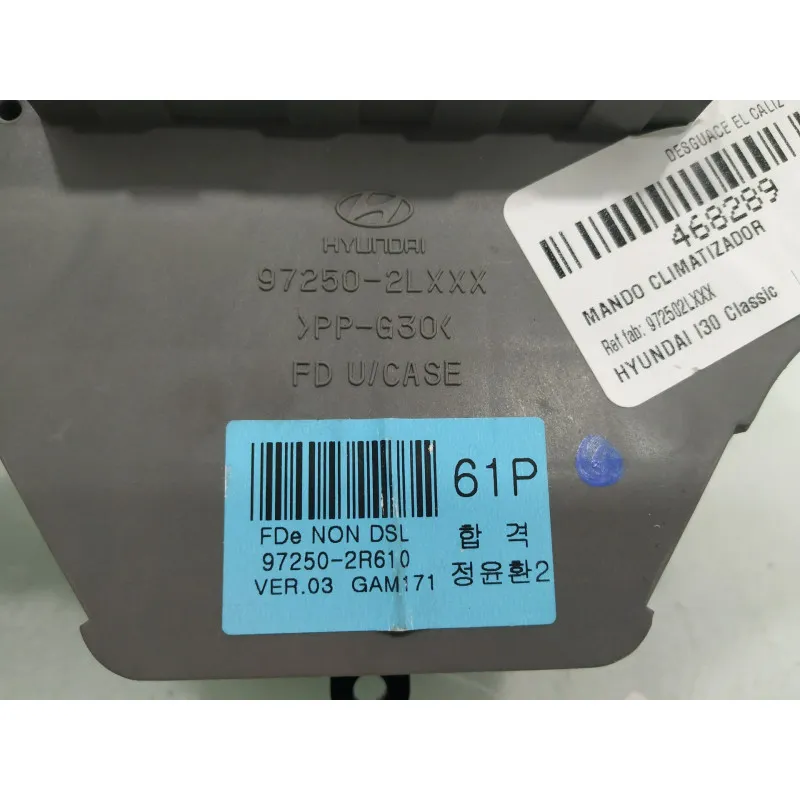 HYUNDAI
97250-2LXXX
>PP-G30<
FD U/CASE
DESGUACE EL CALIZ
468289
MANDO CLIMATIZADOR
Ref fab: 972502LXXX
HYUNDAI I30 Classic
61P
FDe NON DSL
97250-2R610
VER.03 GAM171
합 격
정윤환2